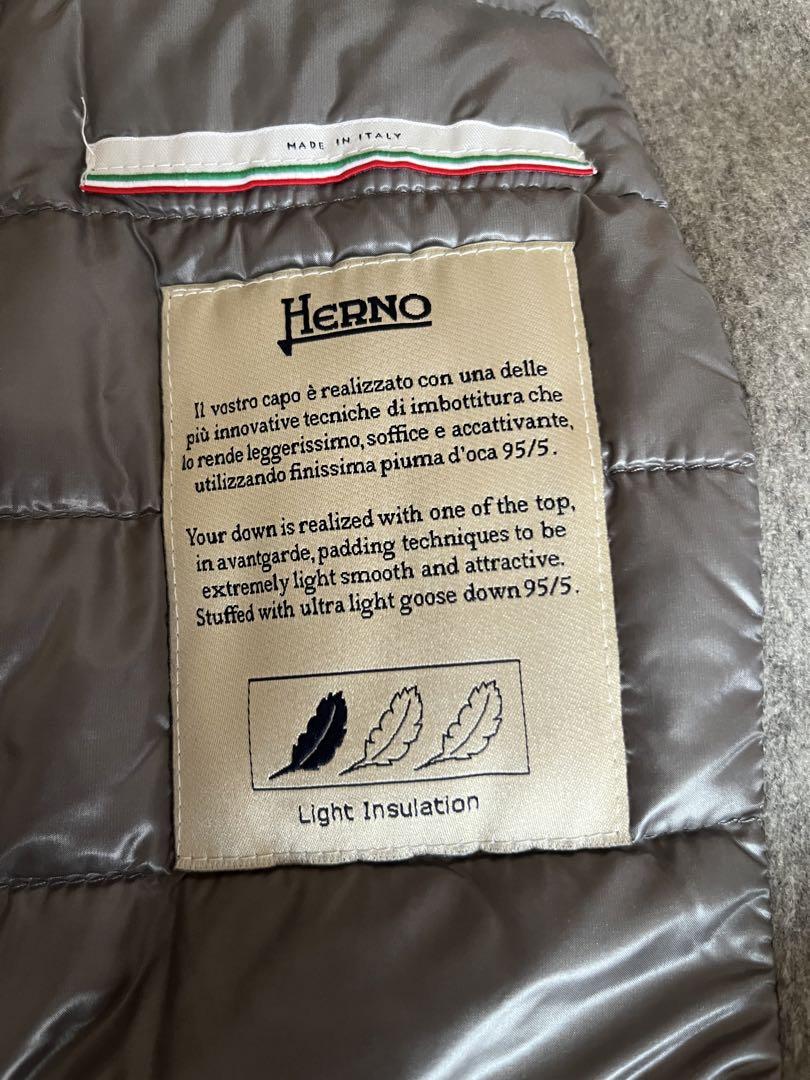 MADE IN ITALY
HERNO
Il vostro capo è realizzato con una delle
più innovative tecniche di imbottitura che
lo rende leggerissimo, soffice e accattivante,
utilizzando finissima piuma d'oca 95/5.
Your down is realized with one of the top,
in avantgarde, padding techniques to be
extremely light smooth and attractive.
Stuffed with ultra light goose down 95/5.
Light Insulation